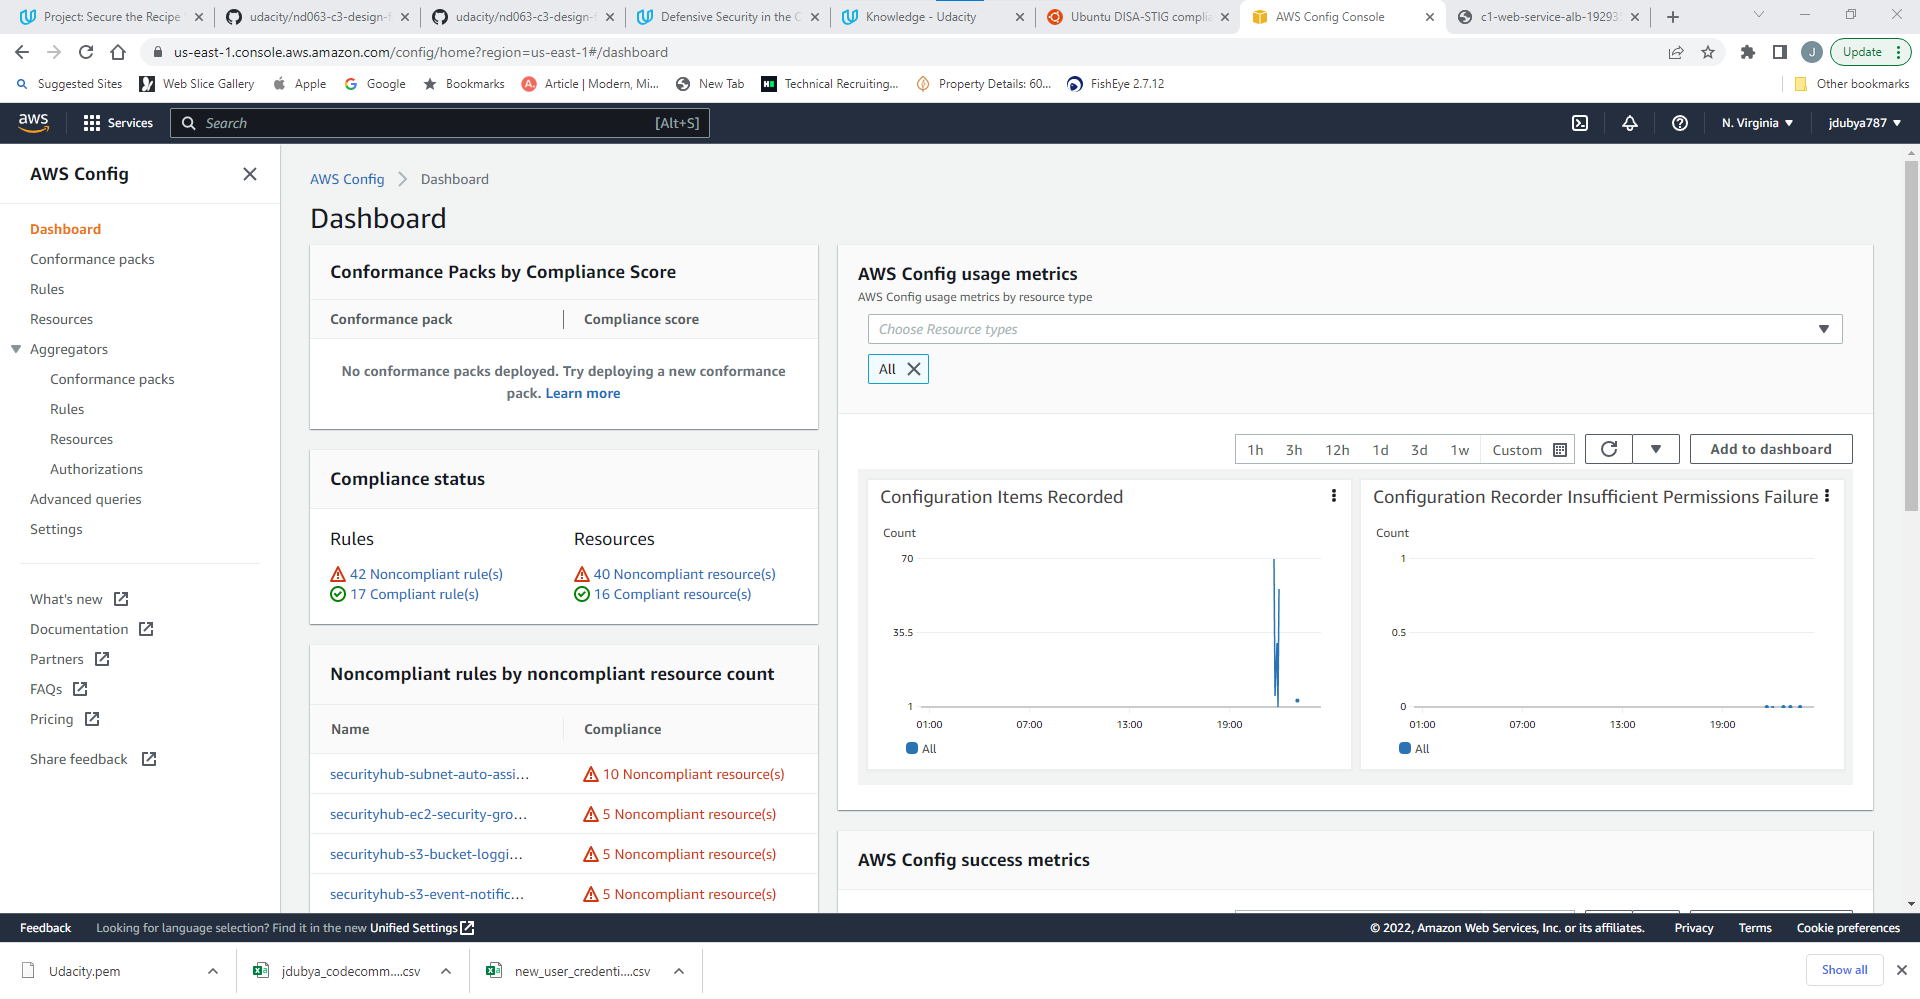 Project: Secure the Recipe
udacity/nd063-c3-design-f
udacity/nd063-c3-design-f
Defensive Security in the C
Knowledge - Udacity
Ubuntu DISA-STIG complia
AWS Config Console
c1-web-service-alb-19293
us-east-1.console.aws.amazon.com/config/home?region=us-east-1#/dashboard
J
Update
Suggested Sites
Web Slice Gallery
Apple
Google
Bookmarks
Article | Modern, Mi...
New Tab
Technical Recruiting...
Property Details: 60...
FishEye 2.7.12
Other bookmarks
aws
Services
Search
[Alt+S]
N. Virginia
jdubya787
AWS Config
Dashboard
Conformance packs
Rules
Resources
Aggregators
Conformance packs
Rules
Resources
Authorizations
Advanced queries
Settings
What's new
Documentation
Partners
FAQs
Pricing
Share feedback
AWS Config
Dashboard
Dashboard
Conformance Packs by Compliance Score
Conformance pack
Compliance score
No conformance packs deployed. Try deploying a new conformance
pack. Learn more
Compliance status
Rules
Resources
42 Noncompliant rule(s)
40 Noncompliant resource(s)
17 Compliant rule(s)
16 Compliant resource(s)
Noncompliant rules by noncompliant resource count
Name
Compliance
securityhub-subnet-auto-assi...
10 Noncompliant resource(s)
securityhub-ec2-security-gro...
5 Noncompliant resource(s)
securityhub-s3-bucket-loggi...
5 Noncompliant resource(s)
securityhub-s3-event-notific...
5 Noncompliant resource(s)
AWS Config usage metrics
AWS Config usage metrics by resource type
Choose Resource types
All
1h
3h
12h
1d
3d
1w
Custom
Add to dashboard
Configuration Items Recorded
Count
70
35.5
1
01:00
07:00
13:00
19:00
All
Configuration Recorder Insufficient Permissions Failure
Count
1
0.5
0
01:00
07:00
13:00
19:00
All
AWS Config success metrics
Feedback
Looking for language selection? Find it in the new Unified Settings
© 2022, Amazon Web Services, Inc. or its affiliates.
Privacy
Terms
Cookie preferences
Udacity.pem
jdubya_codecomm....csv
new_user_credenti....csv
Show all